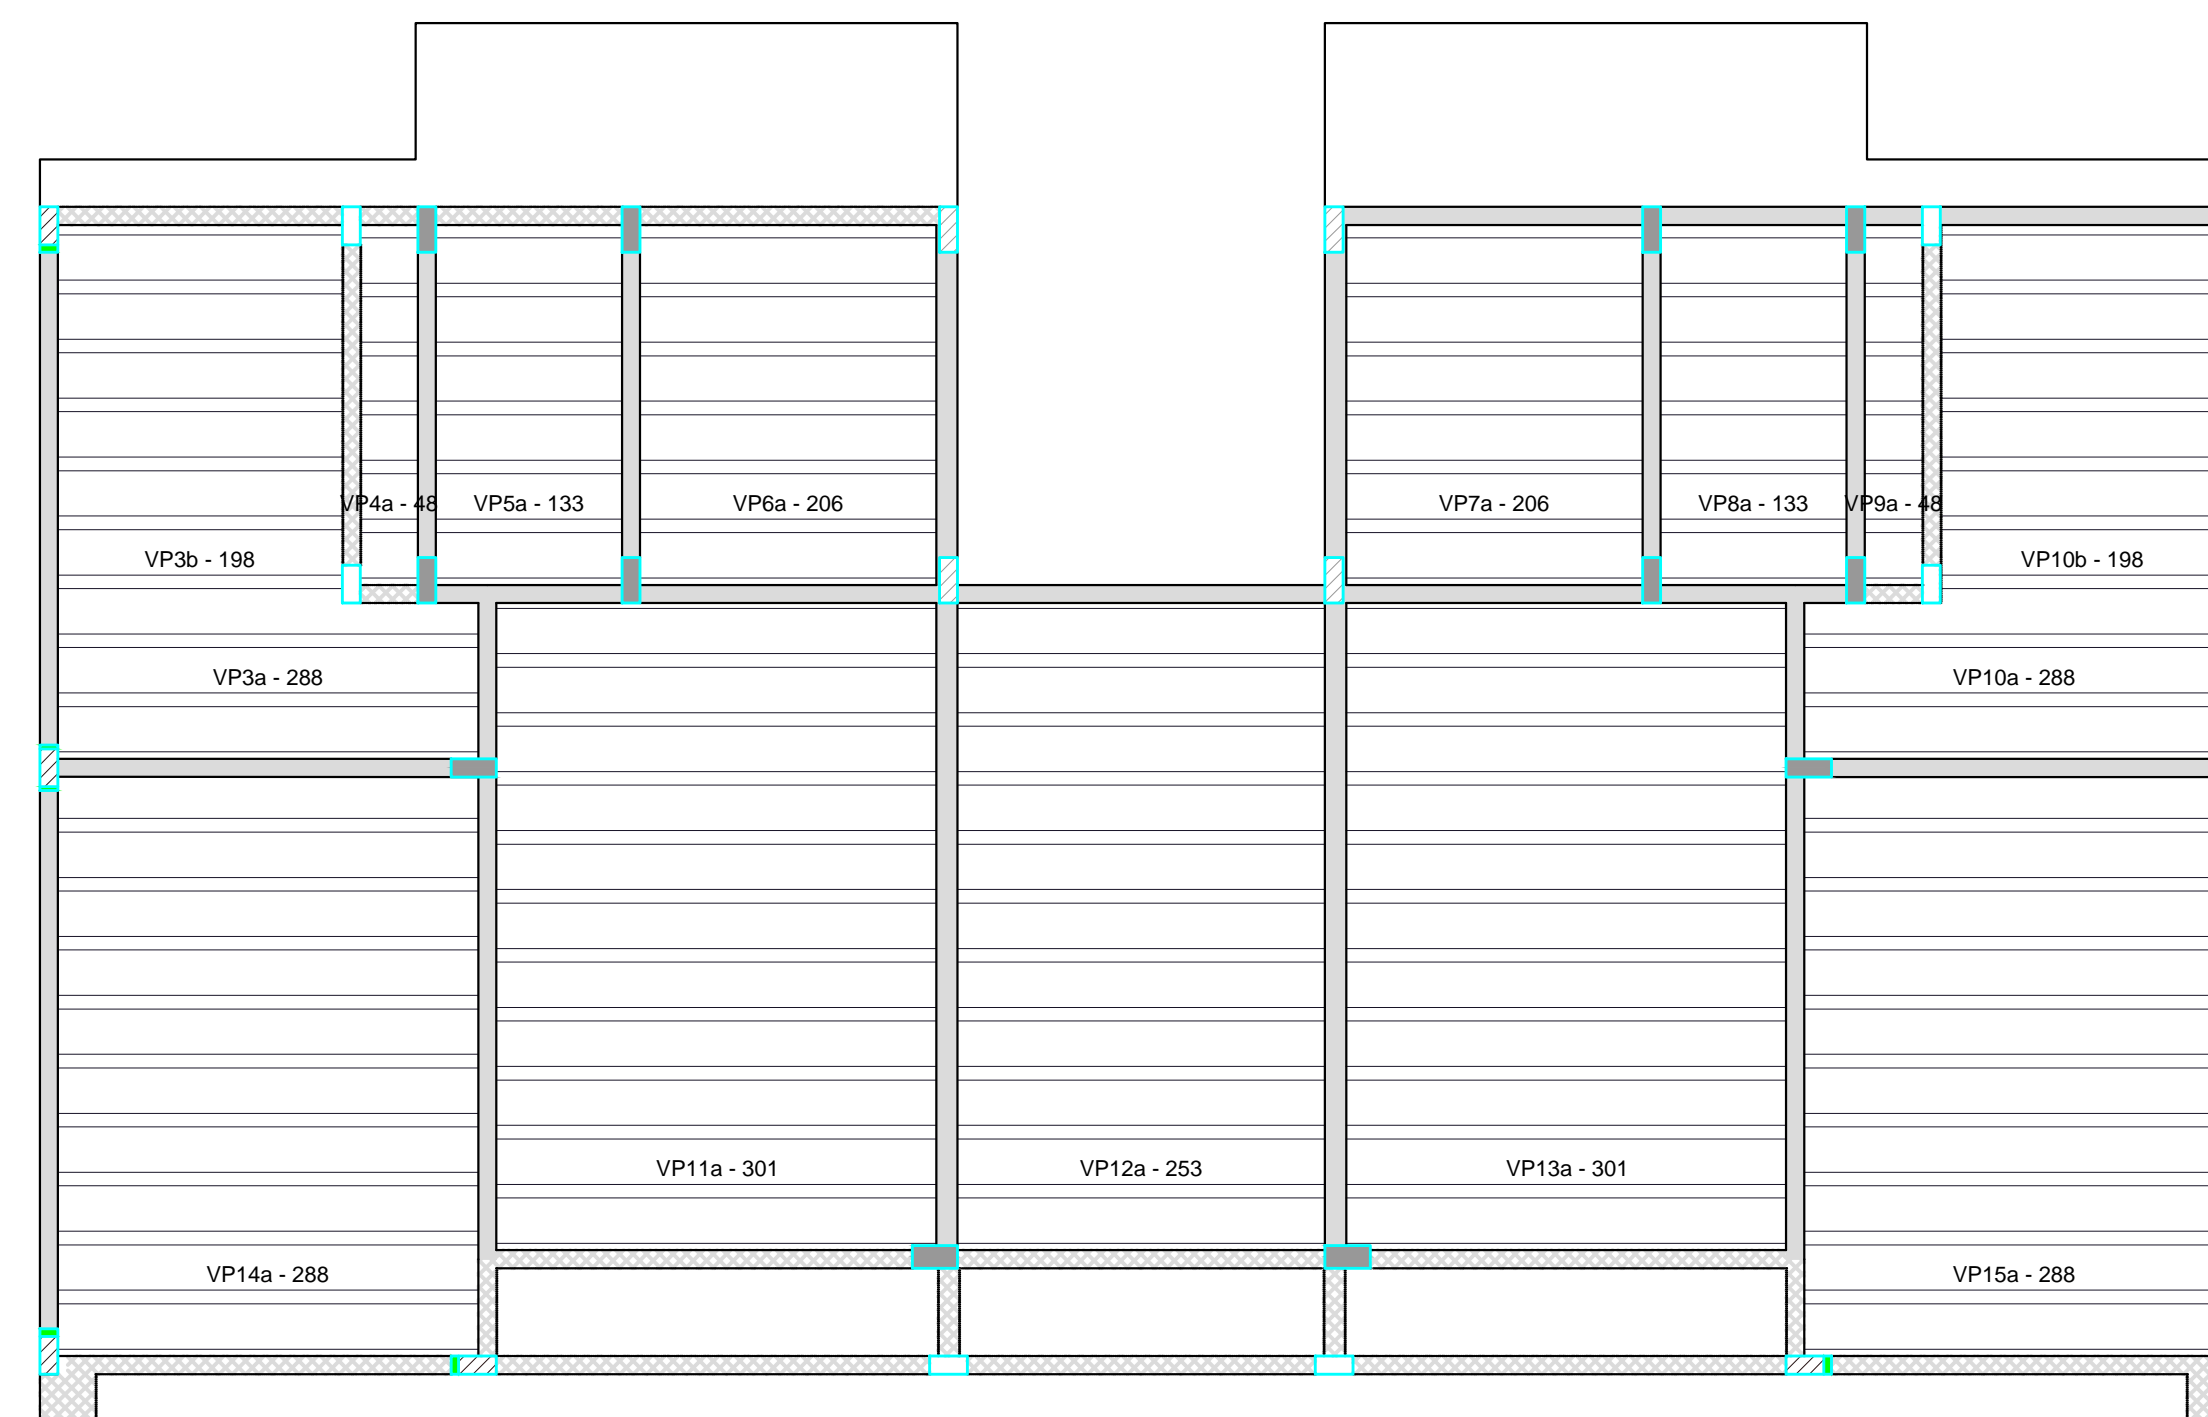 VP4a - 48
VP5a - 133
VP6a - 206
VP7a - 206
VP8a - 133
VP9a - 48
VP3b - 198
VP10b - 198
VP3a - 288
VP10a - 288
VP11a - 301
VP12a - 253
VP13a - 301
VP14a - 288
VP15a - 288